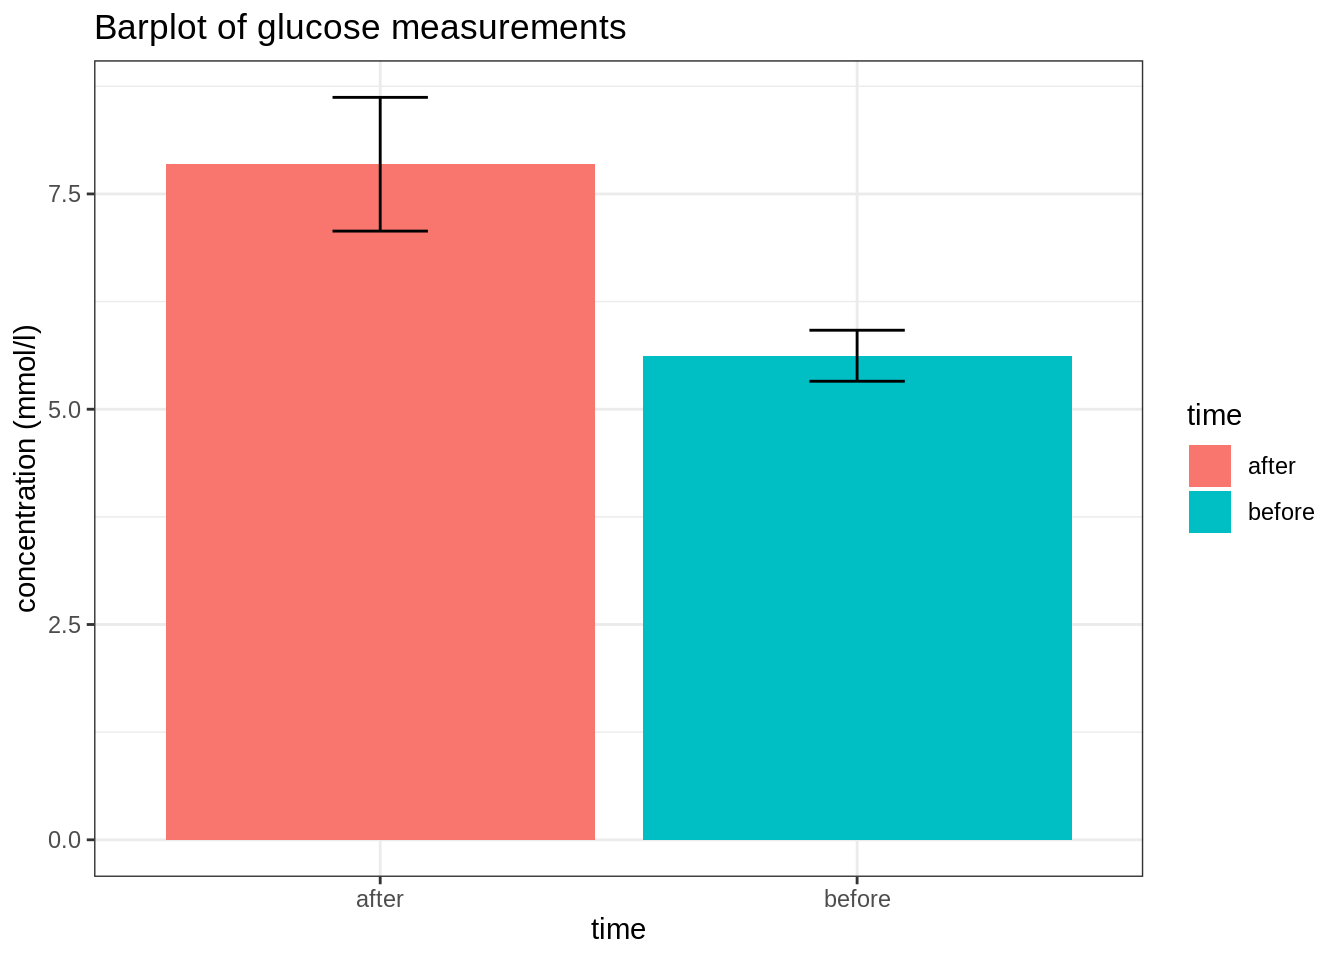 Barplot of glucose measurements
concentration (mmol/l)
7.5
5.0
2.5
0.0
after
before
time
time
after
before